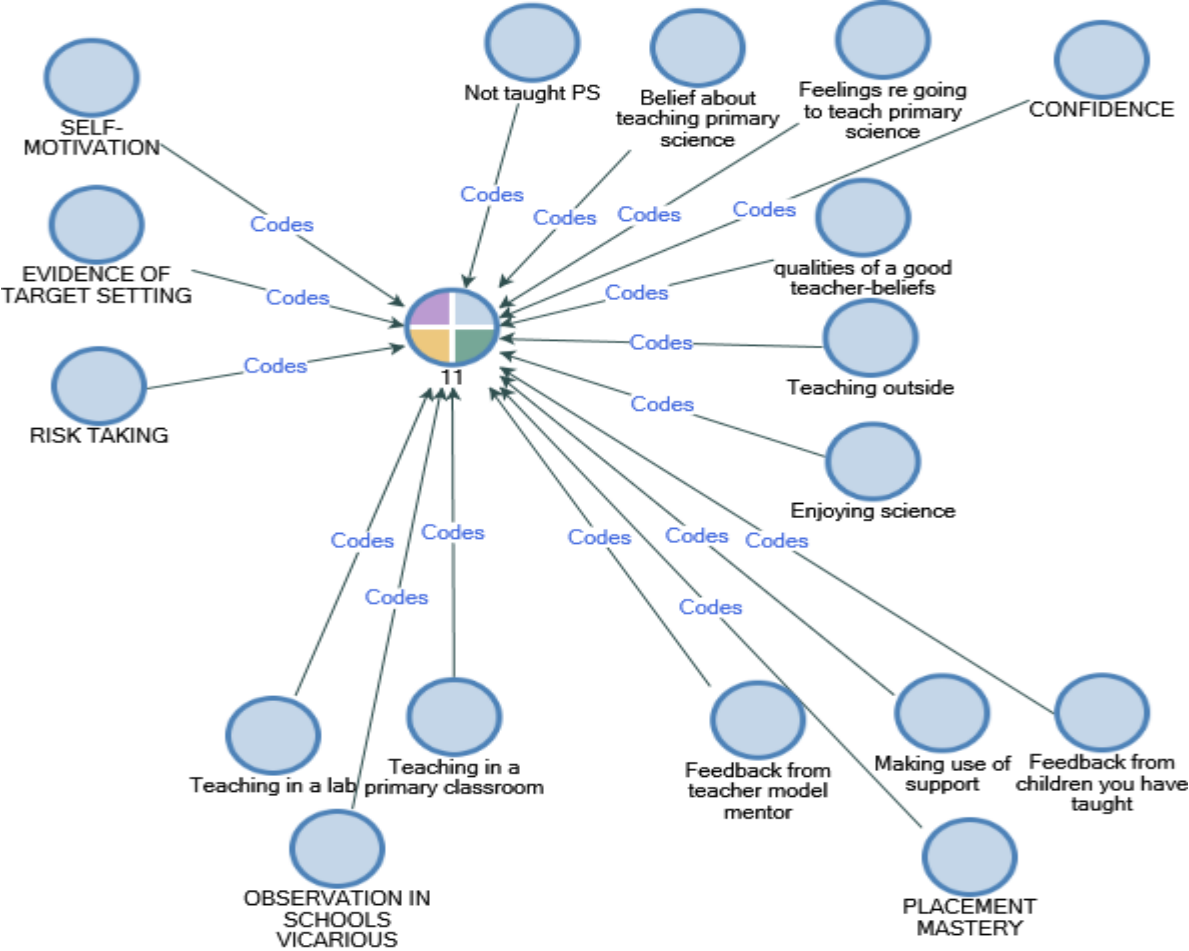 Not taught PS
Belief about
teaching primary
science
Feelings re going
to teach primary
science
CONFIDENCE
SELF-
MOTIVATION
Codes
Codes
Codes
Codes
Codes
EVIDENCE OF
TARGET SETTING
Codes
qualities of a good
teacher-beliefs
Codes
RISK TAKING
Codes
11
Codes
Teaching outside
Codes
Enjoying science
Codes
Codes
Codes
Codes
Codes
Codes
Codes
Teaching in a lab
Teaching in a
primary classroom
Feedback from
teacher model
mentor
Making use of
support
Feedback from
children you have
taught
OBSERVATION IN
SCHOOLS
VICARIOUS
PLACEMENT
MASTERY